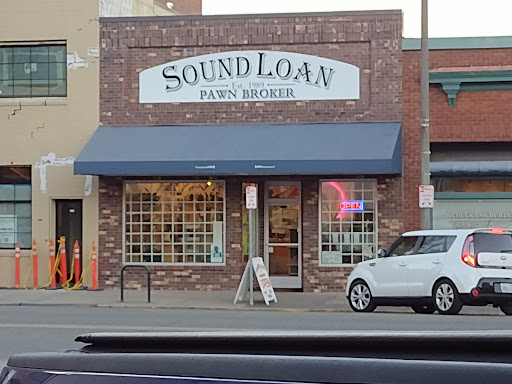 SOUND LOAN
Est. 1989
PAWN BROKER
OPEN